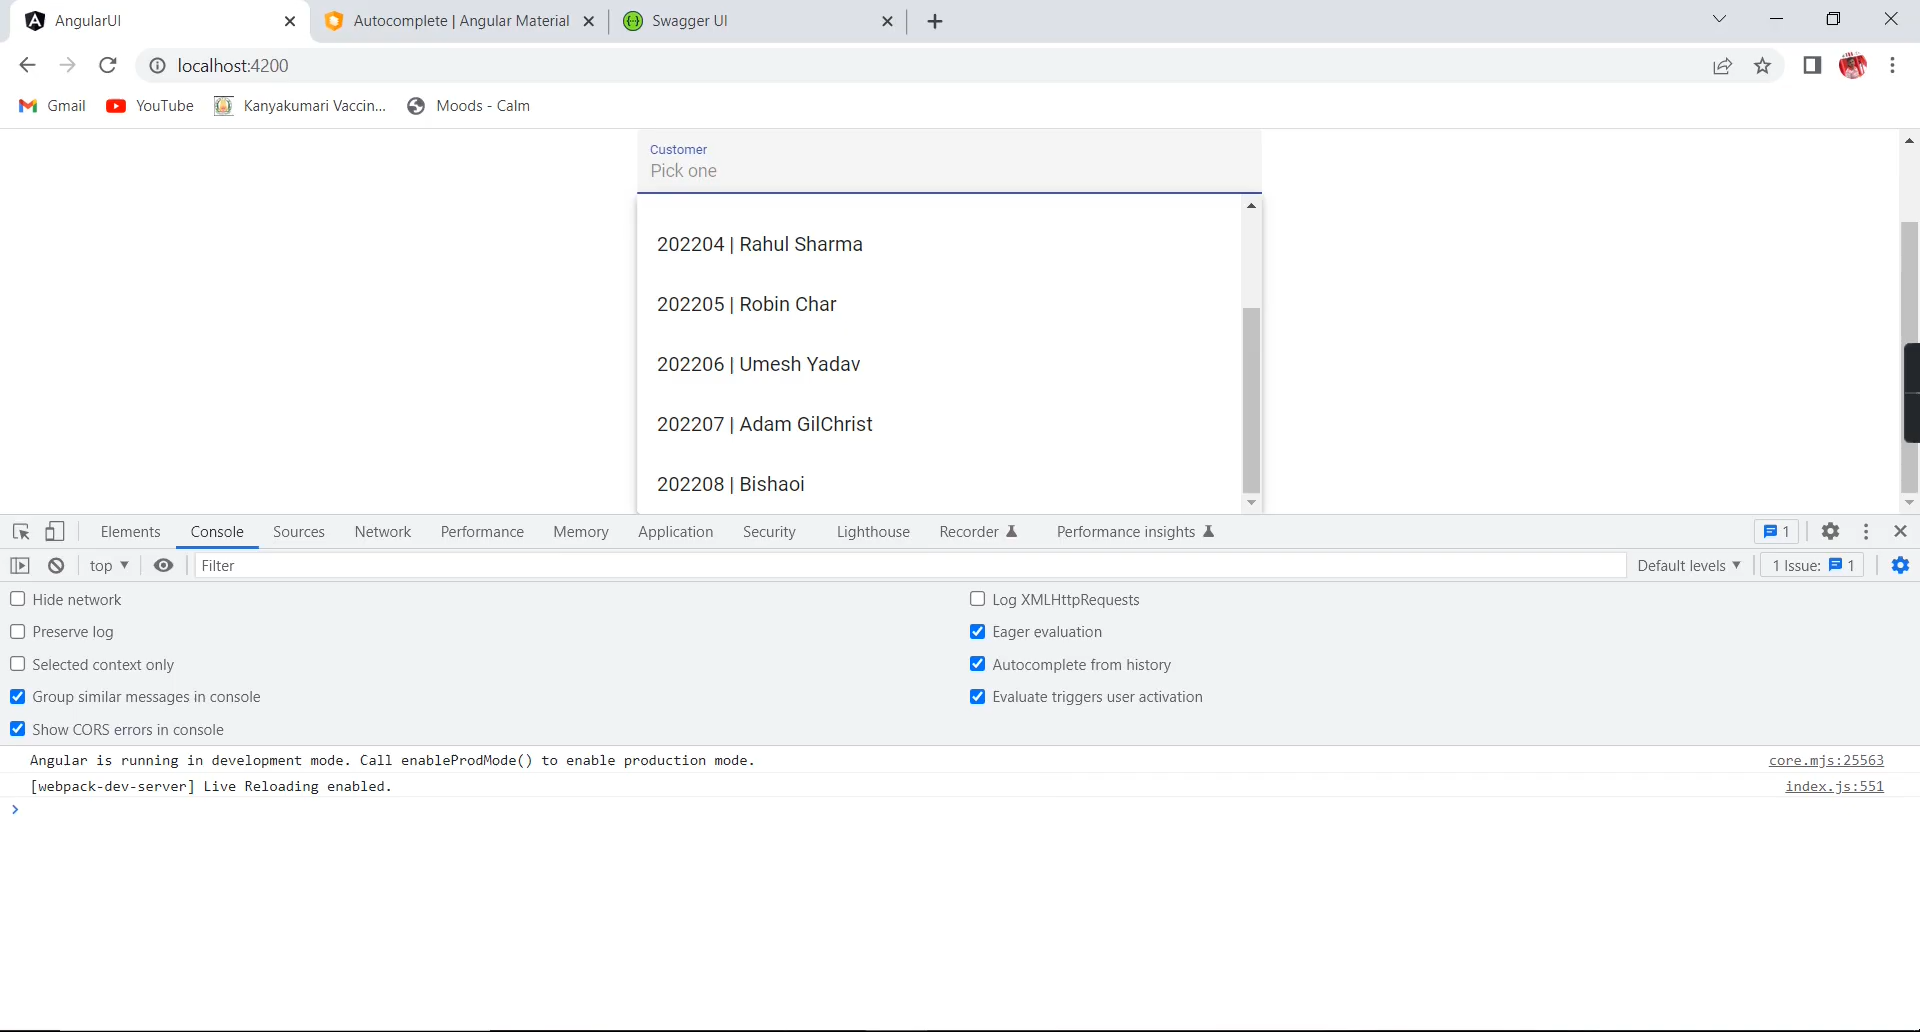 AngularUI
Autocomplete | Angular Material
Swagger UI
localhost:4200
Gmail
YouTube
Kanyakumari Vaccin...
Moods - Calm
Customer
Pick one
202204 | Rahul Sharma
202205 | Robin Char
202206 | Umesh Yadav
202207 | Adam GilChrist
202208 | Bishaoi
Elements Console Sources Network Performance Memory Application Security Lighthouse Recorder Performance insights 1
top Filter Default levels 1 Issue: 1
Hide network
Log XMLHttpRequests
Preserve log
Eager evaluation
Selected context only
Autocomplete from history
Group similar messages in console
Evaluate triggers user activation
Show CORS errors in console
Angular is running in development mode. Call enableProdMode() to enable production mode. core.mjs:25563
[webpack-dev-server] Live Reloading enabled. index.js:551